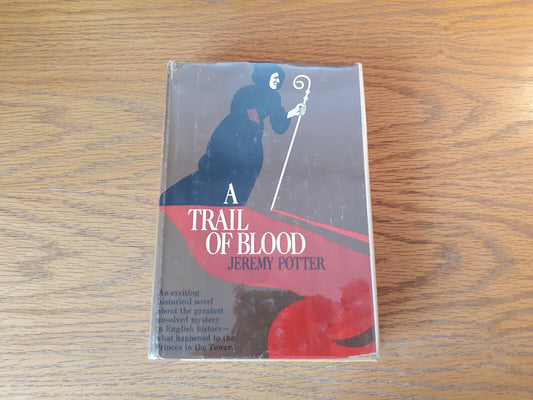 A
TRAIL
OF BLOOD
JEREMY POTTER
An exciting
historical novel
about the greatest
unsolved mystery
in English history—
what happened to the
Princes in the Tower.